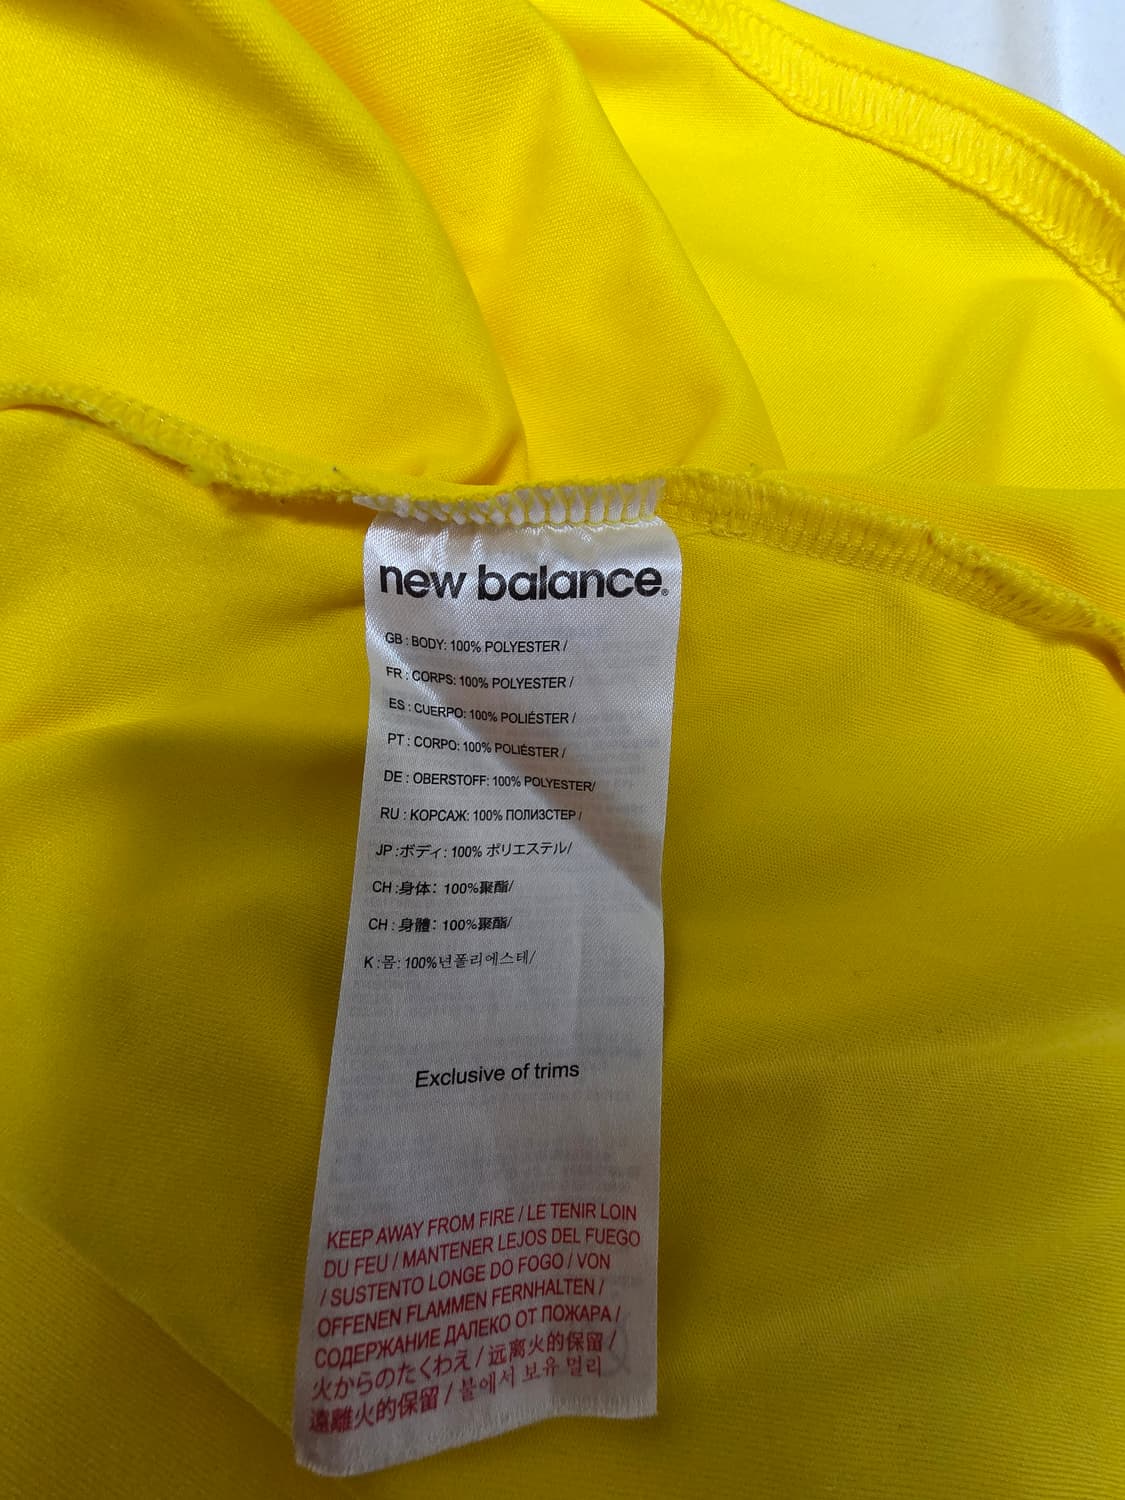 new balance®
GB : BODY: 100% POLYESTER /
FR : CORPS: 100% POLYESTER /
ES : CUERPO: 100% POLIÉSTER /
PT : CORPO: 100% POLIÉSTER /
DE : OBERSTOFF: 100% POLYESTER/
RU : КОРСАЖ: 100% ПОЛИЗСТЕР /
JP :ボディ: 100% ポリエステル/
CH :身体: 100%聚酯/
CH : 身體: 100%聚酯/
K :몸: 100%년폴리에스테/
Exclusive of trims
KEEP AWAY FROM FIRE / LE TENIR LOIN
DU FEU / MANTENER LEJOS DEL FUEGO
/ SUSTENTO LONGE DO FOGO / VON
OFFENEN FLAMMEN FERNHALTEN /
СОДЕРЖАНИЕ ДАЛЕКО ОТ ПОЖАРА /
火からのたくわえ / 远离火的保留 /
遠離火的保留 / 불에서 보유 멀리